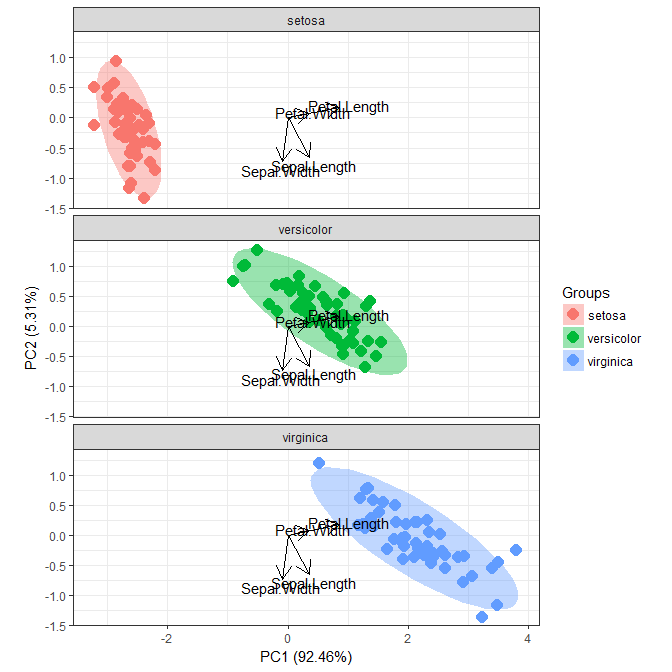 setosa
1.0
0.5
0.0
-0.5
-1.0
-1.5
Petal.Length
Petal.Width
Sepal.Length
Sepal.Width
versicolor
1.0
0.5
0.0
-0.5
-1.0
-1.5
Petal.Length
Petal.Width
Sepal.Length
Sepal.Width
PC2 (5.31%)
Groups
setosa
versicolor
virginica
virginica
1.0
0.5
0.0
-0.5
-1.0
-1.5
Petal.Length
Petal.Width
Sepal.Length
Sepal.Width
-2 0 2 4
PC1 (92.46%)